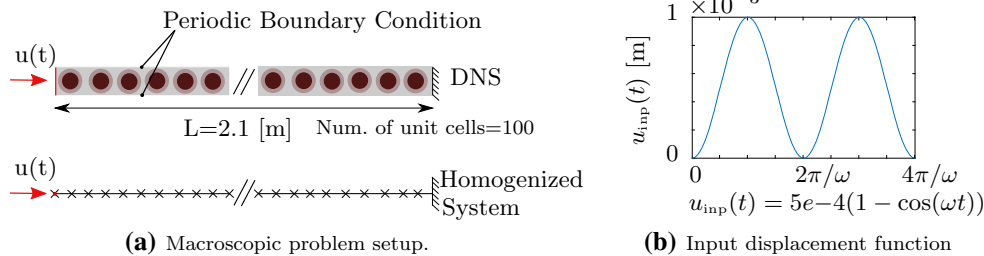 Periodic Boundary Condition
u(t)
DNS
L=2.1 [m] Num. of unit cells=100
u(t)
Homogenized
System
(a) Macroscopic problem setup.
1 ×10
u_inp(t) [m]
0
0 2π/ω 4π/ω
u_inp(t) = 5e−4(1 − cos(ωt))
(b) Input displacement function